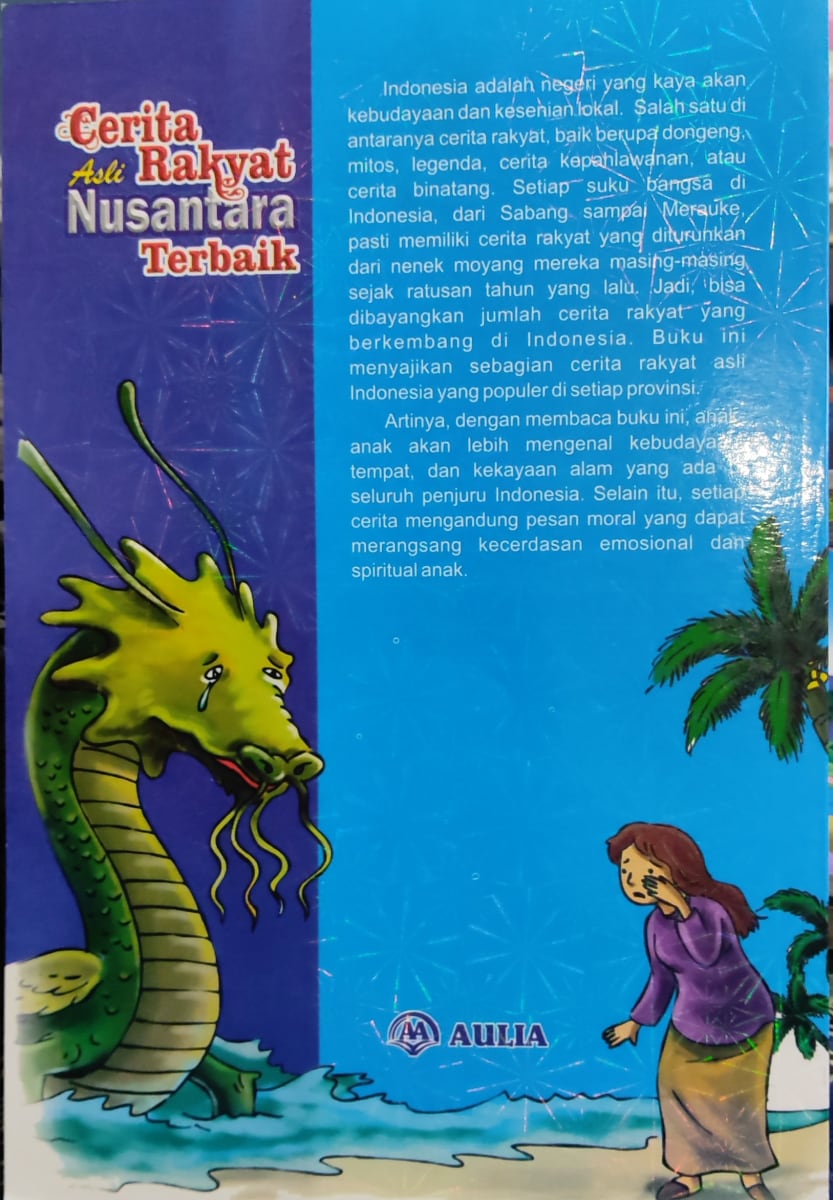 Cerita
Asli Rakyat
Nusantara
Terbaik
Indonesia adalah negeri yang kaya akan
kebudayaan dan kesenian lokal. Salah satu di
antaranya cerita rakyat, baik berupa dongeng,
mitos, legenda, cerita kepahlawanan, atau
cerita binatang. Setiap suku bangsa di
Indonesia, dari Sabang sampai Merauke,
pasti memiliki cerita rakyat yang diturunkan
dari nenek moyang mereka masing-masing
sejak ratusan tahun yang lalu. Jadi, bisa
dibayangkan jumlah cerita rakyat yang
berkembang di Indonesia. Buku ini
menyajikan sebagian cerita rakyat asli
Indonesia yang populer di setiap provinsi.
Artinya, dengan membaca buku ini, anak-
anak akan lebih mengenal kebudayaan,
tempat, dan kekayaan alam yang ada
seluruh penjuru Indonesia. Selain itu, setiap
cerita mengandung pesan moral yang dapat
merangsang kecerdasan emosional dan
spiritual anak.
AA AULIA